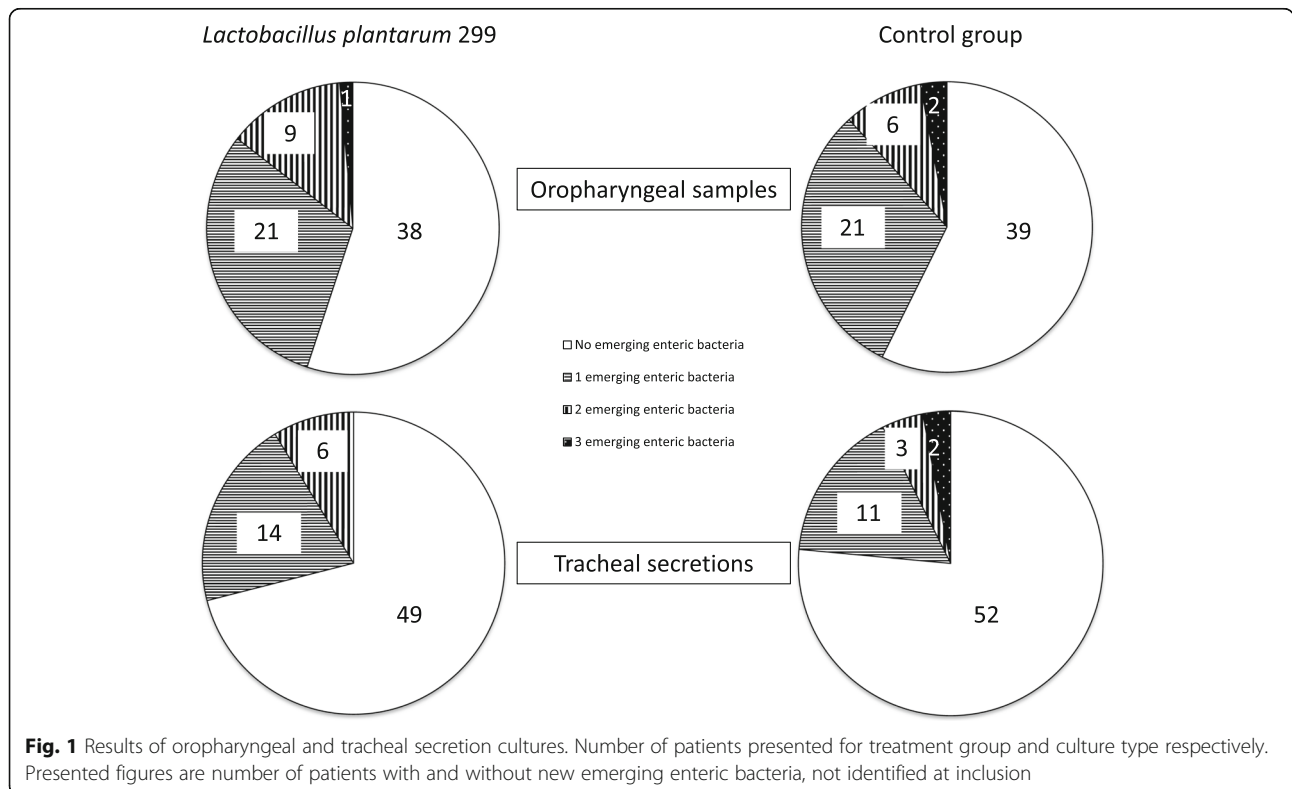 Lactobacillus plantarum 299
Control group
1
9
21
38
2
6
21
39
Oropharyngeal samples
No emerging enteric bacteria
1 emerging enteric bacteria
2 emerging enteric bacteria
3 emerging enteric bacteria
6
14
49
3
2
11
52
Tracheal secretions
Fig. 1 Results of oropharyngeal and tracheal secretion cultures. Number of patients presented for treatment group and culture type respectively.
Presented figures are number of patients with and without new emerging enteric bacteria, not identified at inclusion